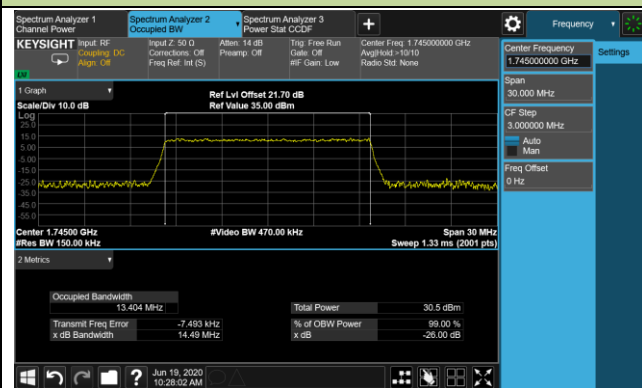 Spectrum Analyzer 1
Channel Power
Spectrum Analyzer 2
Occupied BW
Spectrum Analyzer 3
Power Stat CCDF
+
Frequency
KEYSIGHT
Input: RF
Coupling: DC
Align: Off
Input Z: 50 Ω
Corrections: Off
Freq Ref: Int (S)
Atten: 14 dB
Preamp: Off
Trig: Free Run
Gate: Off
#IF Gain: Low
Center Freq: 1.745000000 GHz
Avg|Hold:>10/10
Radio Std: None
LXI
Center Frequency
1.745000000 GHz
Settings
Span
30.000 MHz
CF Step
3.000000 MHz
Auto
Man
Freq Offset
0 Hz
1 Graph
Scale/Div 10.0 dB
Ref Lvl Offset 21.70 dB
Ref Value 35.00 dBm
Log
25.0
15.0
5.00
-5.00
-15.0
-25.0
-35.0
-45.0
-55.0
Center 1.74500 GHz
#Res BW 150.00 kHz
#Video BW 470.00 kHz
Span 30 MHz
Sweep 1.33 ms (2001 pts)
2 Metrics
Occupied Bandwidth
13.404 MHz
Total Power 30.5 dBm
Transmit Freq Error -7.493 kHz
% of OBW Power 99.00 %
x dB Bandwidth 14.49 MHz
x dB -26.00 dB
?
Jun 19, 2020
10:28:02 AM